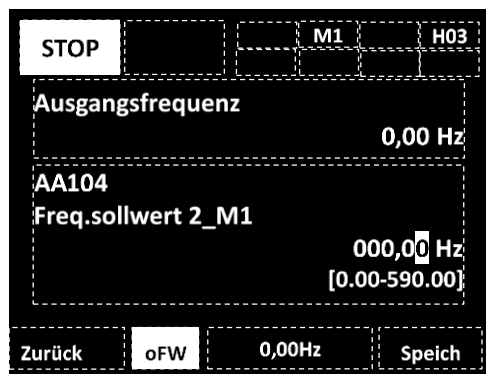 STOP M1 H03
Ausgangsfrequenz
0,00 Hz
AA104
Freq.sollwert 2_M1
000,00 Hz
[0.00-590.00]
Zurück oFW 0,00Hz Speich